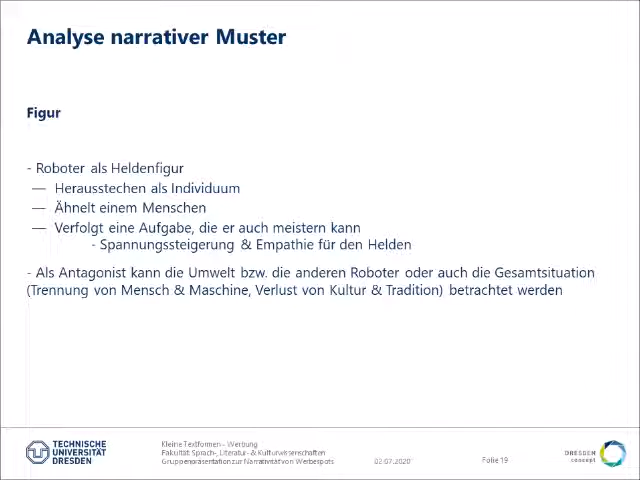 Analyse narrativer Muster
Figur
- Roboter als Heldenfigur
— Herausstechen als Individuum
— Ähnelt einem Menschen
— Verfolgt eine Aufgabe, die er auch meistern kann
- Spannungssteigerung & Empathie für den Helden
- Als Antagonist kann die Umwelt bzw. die anderen Roboter oder auch die Gesamtsituation
(Trennung von Mensch & Maschine, Verlust von Kultur & Tradition) betrachtet werden
TECHNISCHE
UNIVERSITÄT
DRESDEN
Kleine Textformen – Werbung
Fakultät Sprach-, Literatur- & Kulturwissenschaften
Gruppenpräsentation zur Narrativität von Werbespots
02.07.2020
Folie 19
DRESDEN
concept